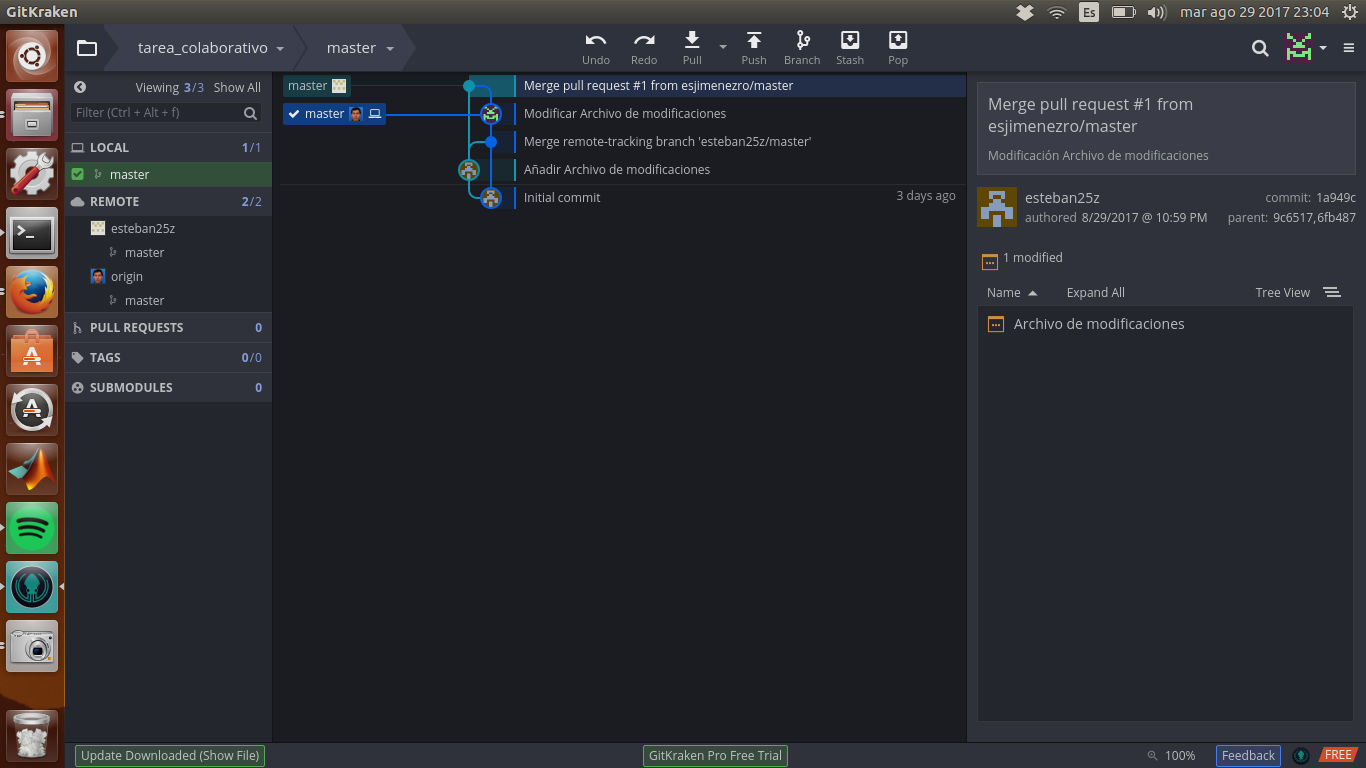 GitKraken
Es
mar ago 29 2017 23:04
tarea_colaborativo
master
Undo
Redo
Pull
Push
Branch
Stash
Pop
Viewing 3/3 Show All
Filter (Ctrl + Alt + f)
LOCAL 1/1
master
REMOTE 2/2
esteban25z
master
origin
master
PULL REQUESTS 0
TAGS 0/0
SUBMODULES 0
master Merge pull request #1 from esjimenezro/master
master Modificar Archivo de modificaciones
Merge remote-tracking branch 'esteban25z/master'
Añadir Archivo de modificaciones
Initial commit 3 days ago
Merge pull request #1 from
esjimenezro/master
Modificación Archivo de modificaciones
esteban25z commit: 1a949c
authored 8/29/2017 @ 10:59 PM parent: 9c6517,6fb487
1 modified
Name Expand All Tree View
Archivo de modificaciones
Update Downloaded (Show File)
GitKraken Pro Free Trial
100%
Feedback
FREE